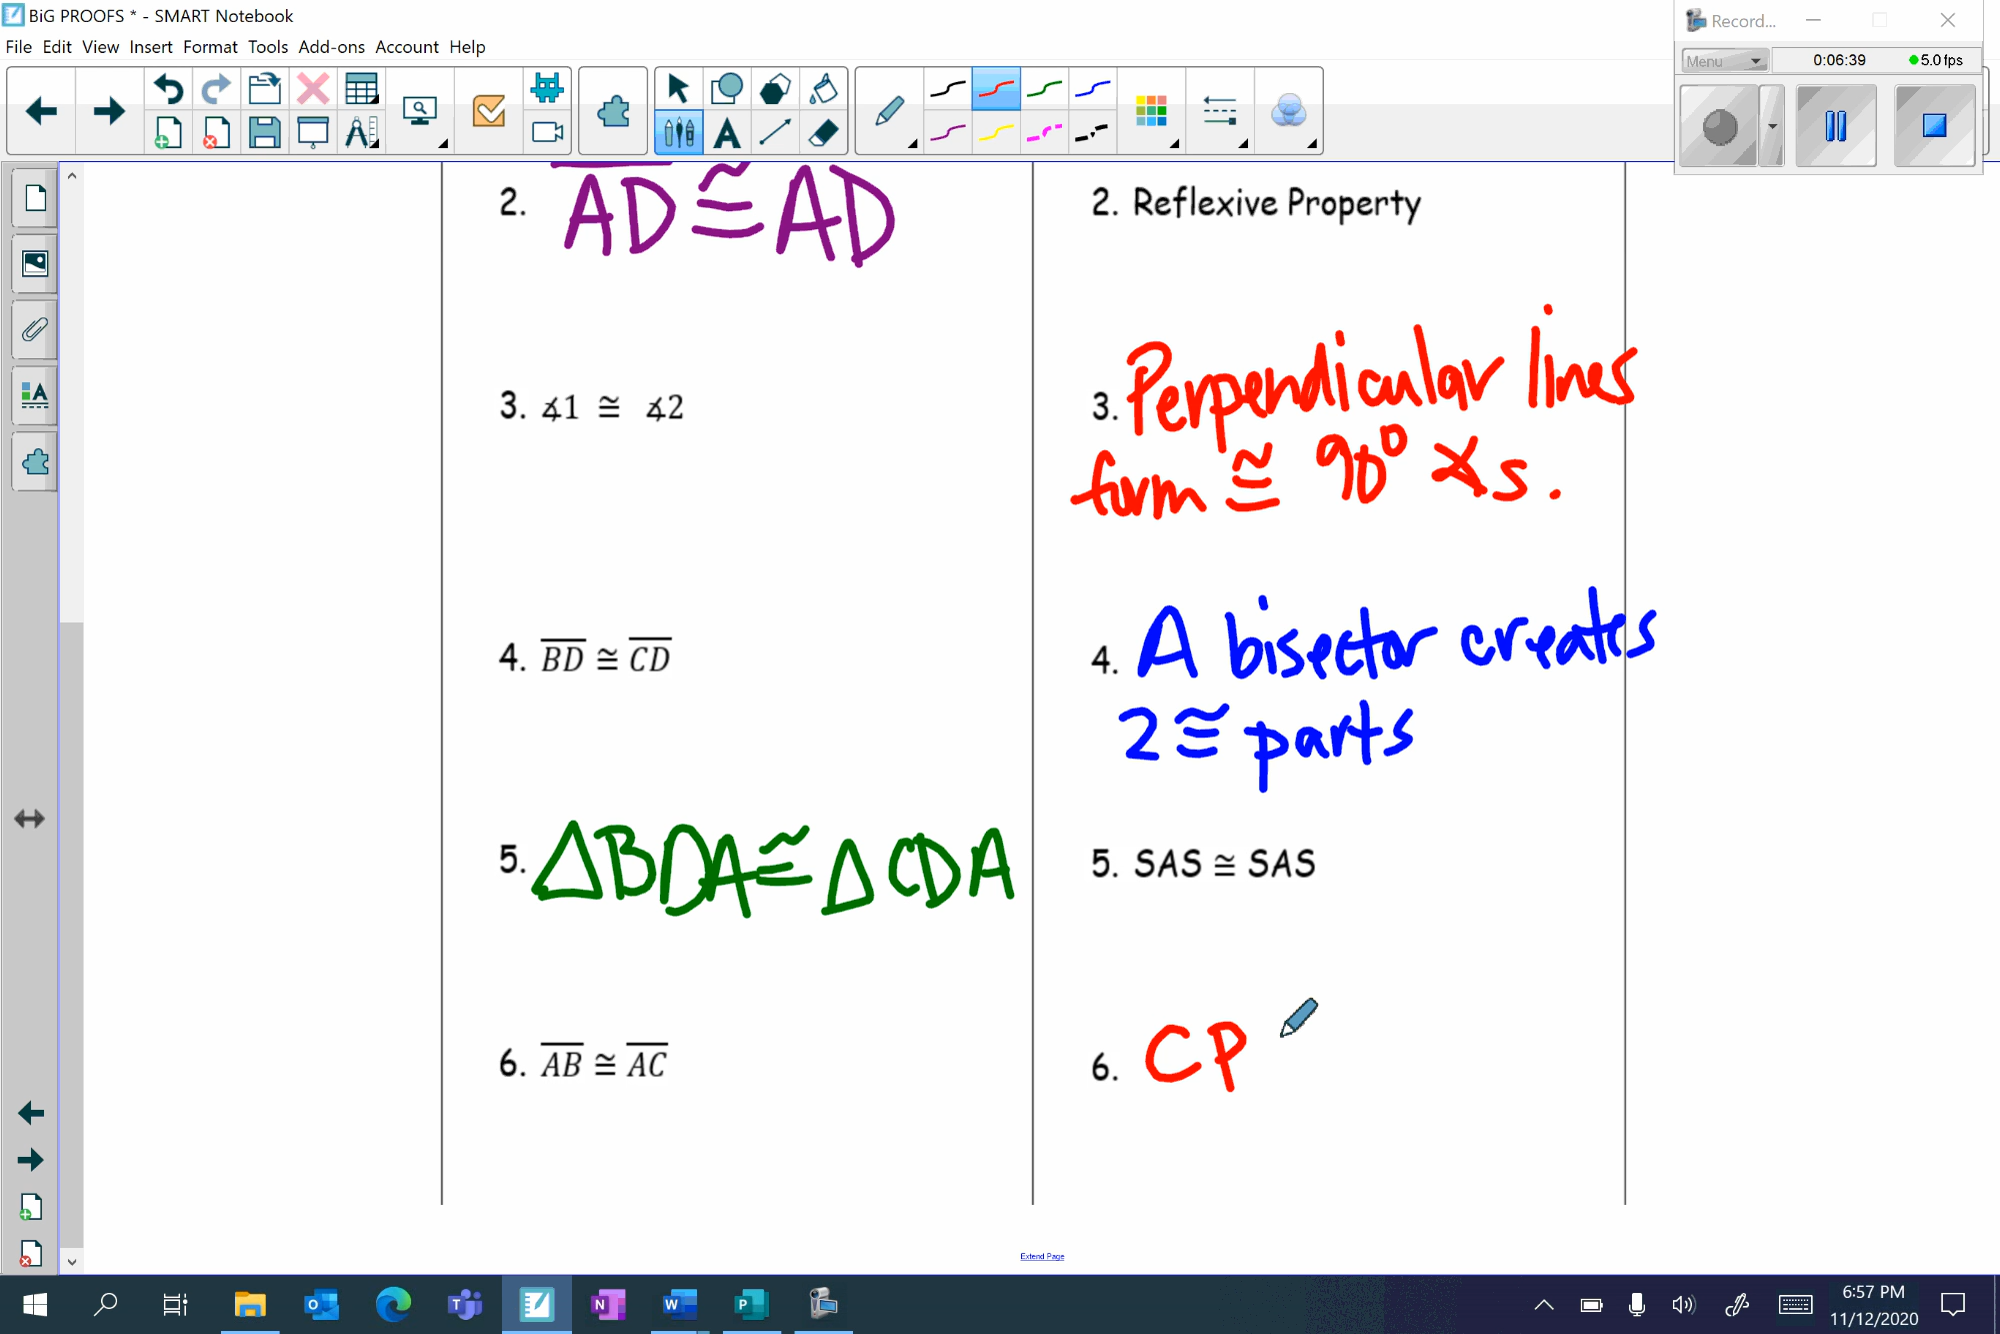 BiG PROOFS * - SMART Notebook
Record...
File Edit View Insert Format Tools Add-ons Account Help
Menu 0:06:39 5.0 fps
2. AD ≅ AD
2. Reflexive Property
3. ∡1 ≅ ∡2
3. Perpendicular lines
form ≅ 90° ∡s.
4. BD ≅ CD
4. A bisector creates
2 ≅ parts
5. △BDA ≅ △CDA
5. SAS ≅ SAS
6. AB ≅ AC
6. CP
Extend Page
6:57 PM
11/12/2020